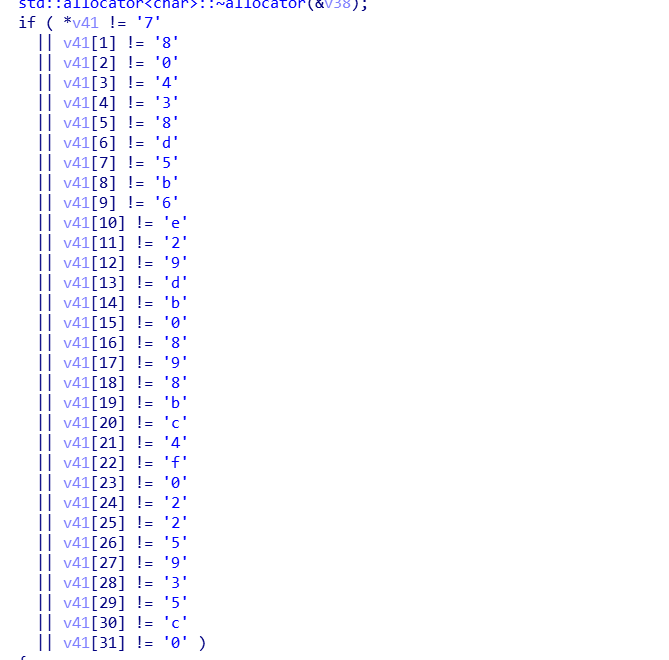 std::allocator<char>::~allocator(&v38);
if ( *v41 != '7'
|| v41[1] != '8'
|| v41[2] != '0'
|| v41[3] != '4'
|| v41[4] != '3'
|| v41[5] != '8'
|| v41[6] != 'd'
|| v41[7] != '5'
|| v41[8] != 'b'
|| v41[9] != '6'
|| v41[10] != 'e'
|| v41[11] != '2'
|| v41[12] != '9'
|| v41[13] != 'd'
|| v41[14] != 'b'
|| v41[15] != '0'
|| v41[16] != '8'
|| v41[17] != '9'
|| v41[18] != '8'
|| v41[19] != 'b'
|| v41[20] != 'c'
|| v41[21] != '4'
|| v41[22] != 'f'
|| v41[23] != '0'
|| v41[24] != '2'
|| v41[25] != '2'
|| v41[26] != '5'
|| v41[27] != '9'
|| v41[28] != '3'
|| v41[29] != '5'
|| v41[30] != 'c'
|| v41[31] != '0' )